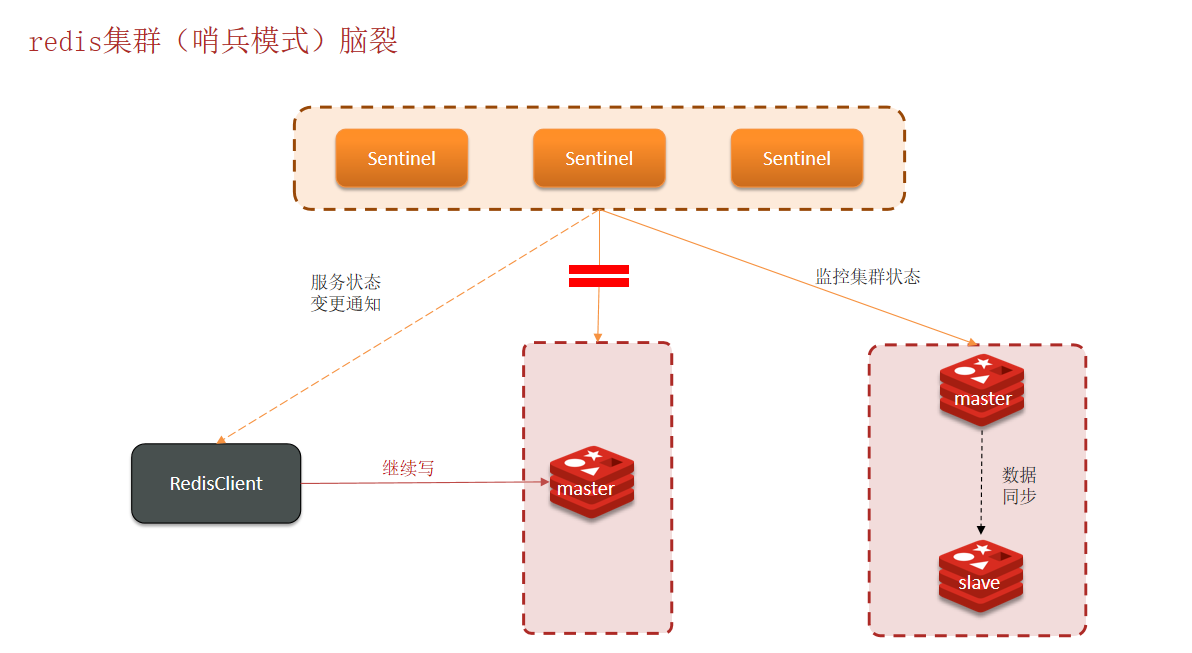 redis集群（哨兵模式）脑裂
Sentinel
Sentinel
Sentinel
服务状态
变更通知
监控集群状态
RedisClient
继续写
master
master
数据
同步
slave